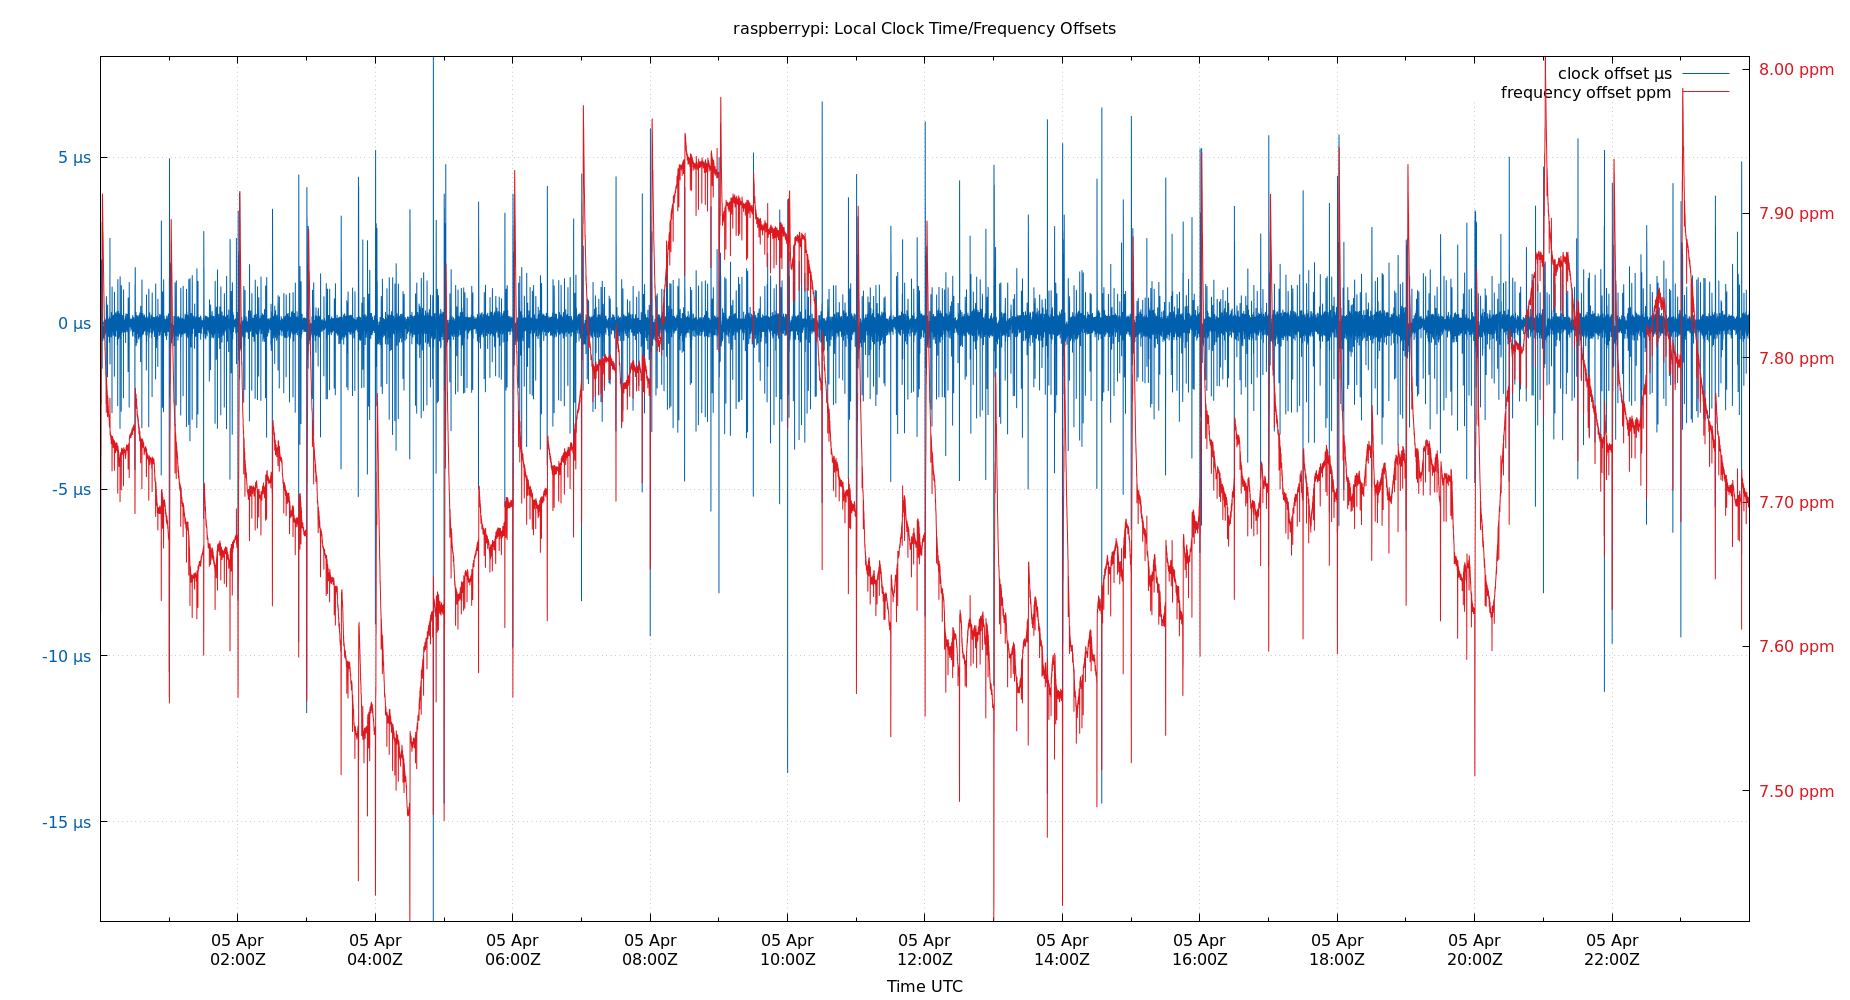 raspberrypi: Local Clock Time/Frequency Offsets
clock offset µs
frequency offset ppm
5 µs
0 µs
-5 µs
-10 µs
-15 µs
8.00 ppm
7.90 ppm
7.80 ppm
7.70 ppm
7.60 ppm
7.50 ppm
05 Apr 05 Apr 05 Apr 05 Apr 05 Apr 05 Apr 05 Apr 05 Apr 05 Apr 05 Apr 05 Apr
02:00Z 04:00Z 06:00Z 08:00Z 10:00Z 12:00Z 14:00Z 16:00Z 18:00Z 20:00Z 22:00Z
Time UTC